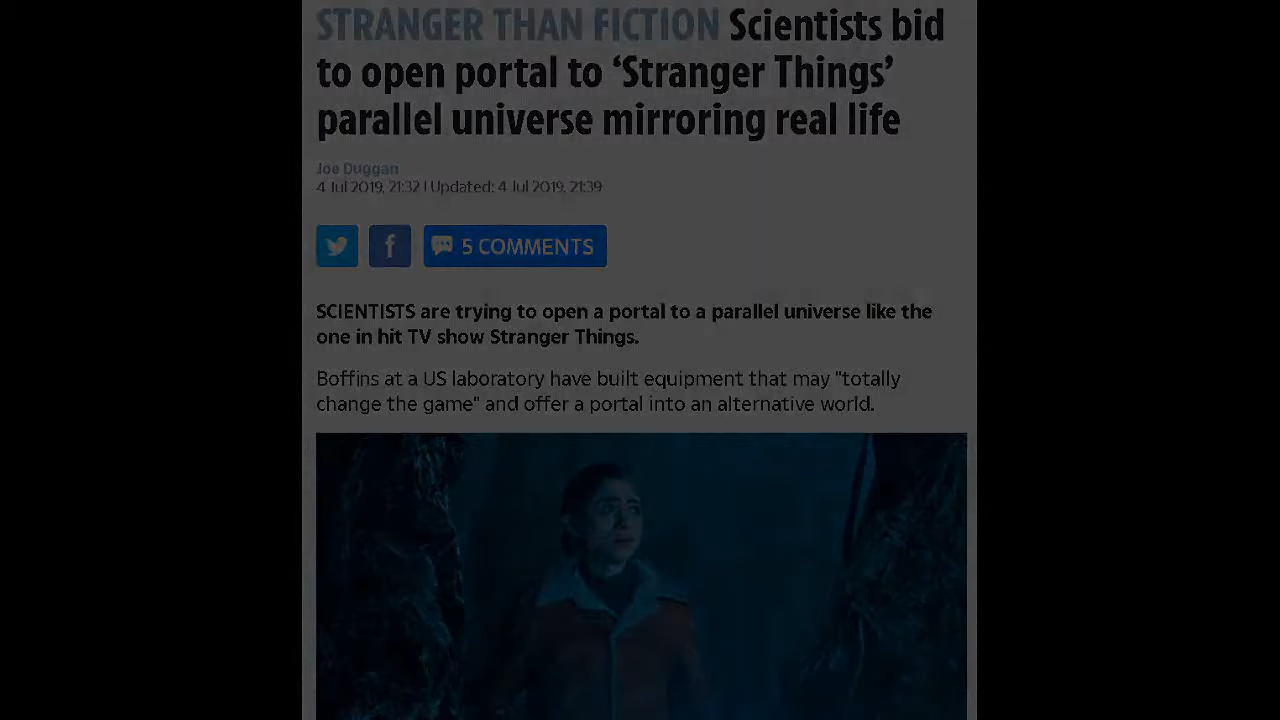 STRANGER THAN FICTION Scientists bid
to open portal to ‘Stranger Things’
parallel universe mirroring real life
Joe Duggan
4 Jul 2019, 21:32 | Updated: 4 Jul 2019, 21:39
f 5 COMMENTS
SCIENTISTS are trying to open a portal to a parallel universe like the
one in hit TV show Stranger Things.
Boffins at a US laboratory have built equipment that may "totally
change the game" and offer a portal into an alternative world.